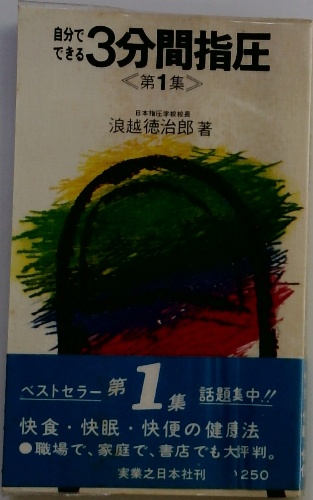 自分で
できる 3分間指圧
＜第1集＞
日本指圧学校校長
浪越徳治郎 著
ベストセラー 第1集 話題集中!!
快食・快眠・快便の健康法
●職場で、家庭で、書店でも大評判。
実業之日本社刊 250